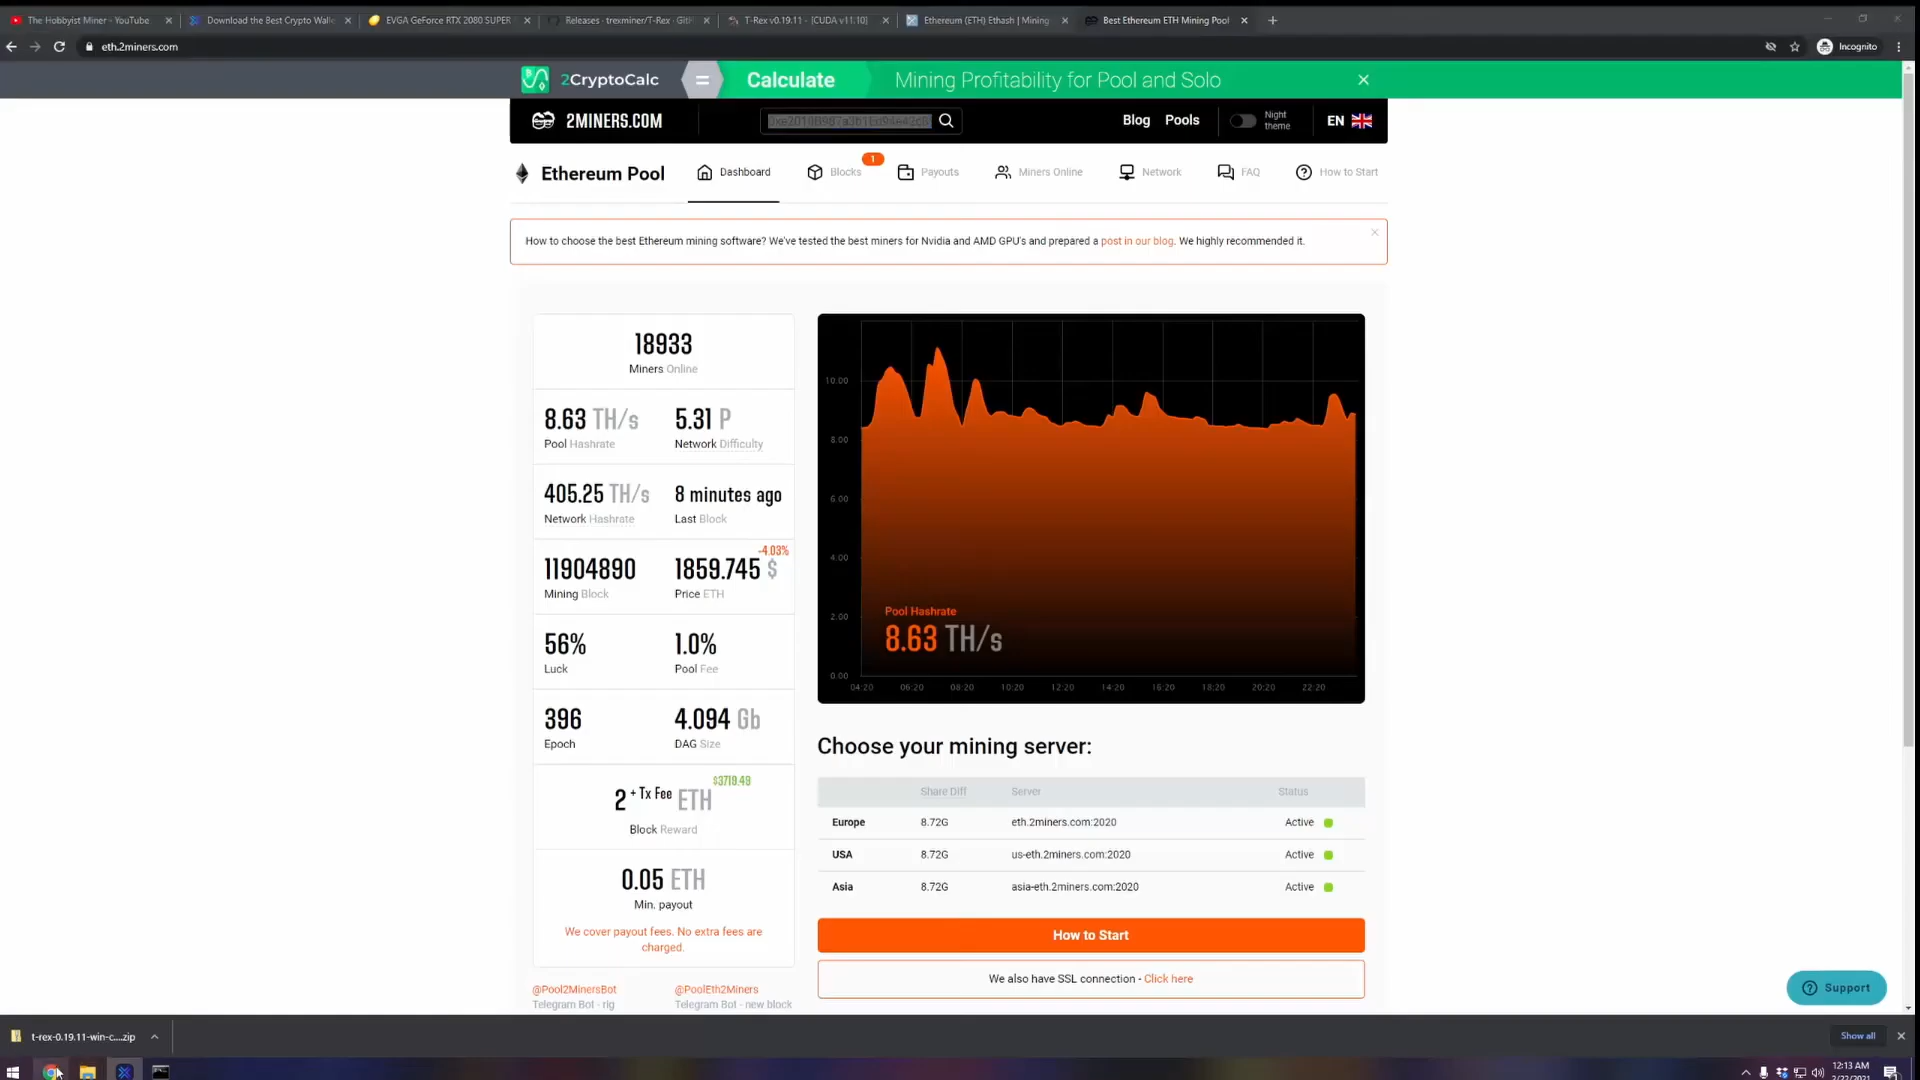 The Hobbyist Miner - YouTube
Download the Best Crypto Walle
EVGA GeForce RTX 2080 SUPER
Releases · trexminer/T-Rex · GitH
T-Rex v0.19.11 - [CUDA v11.10]
Ethereum (ETH) Ethash | Mining
Best Ethereum ETH Mining Pool
eth.2miners.com
Incognito
2CryptoCalc
=
Calculate
Mining Profitability for Pool and Solo
2MINERS.COM
Blog
Pools
Night theme
EN
Ethereum Pool
Dashboard
Blocks
1
Payouts
Miners Online
Network
FAQ
How to Start
How to choose the best Ethereum mining software? We've tested the best miners for Nvidia and AMD GPU's and prepared a post in our blog. We highly recommended it.
18933
Miners Online
8.63 TH/s
Pool Hashrate
5.31 P
Network Difficulty
405.25 TH/s
Network Hashrate
8 minutes ago
Last Block
11904890
Mining Block
-4.03%
1859.745 $
Price ETH
56%
Luck
1.0%
Pool Fee
396
Epoch
4.094 Gb
DAG Size
$3719.49
2 + Tx Fee ETH
Block Reward
0.05 ETH
Min. payout
We cover payout fees. No extra fees are
charged.
@Pool2MinersBot
Telegram Bot - rig
@PoolEth2Miners
Telegram Bot - new block
10.00
8.00
6.00
4.00
2.00
0.00
Pool Hashrate
8.63 TH/s
04:20 06:20 08:20 10:20 12:20 14:20 16:20 18:20 20:20 22:20
Choose your mining server:
Share Diff Server Status
Europe 8.72G eth.2miners.com:2020 Active
USA 8.72G us-eth.2miners.com:2020 Active
Asia 8.72G asia-eth.2miners.com:2020 Active
How to Start
We also have SSL connection - Click here
Support
t-rex-0.19.11-win-c....zip
Show all
12:13 AM
2/22/2021